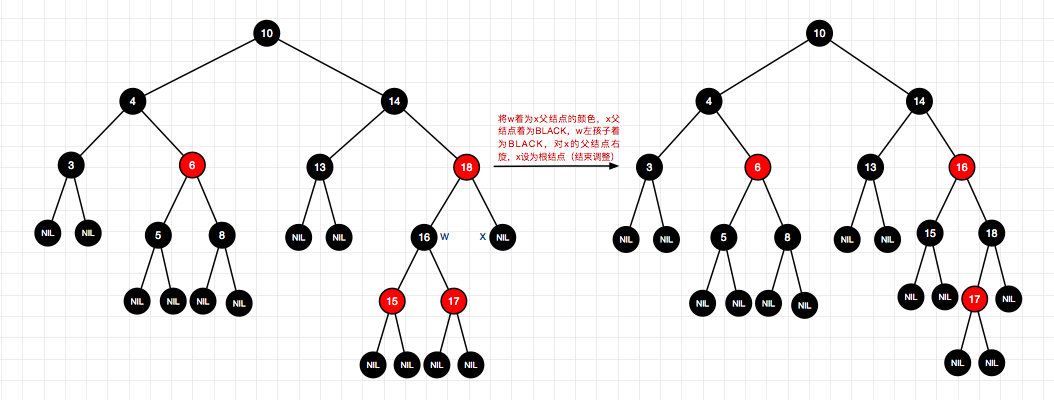 10 10
4 14 4 14
将w着为x父结点的颜色，x父
结点着为BLACK，w左孩子着
为BLACK，对x的父结点右
旋，x设为根结点（结束调整）
3 6 13 18 3 6 13 16
NIL NIL 5 8 NIL NIL 16 W X NIL NIL NIL 5 8 NIL NIL 15 18
NIL NIL NIL NIL 15 17 NIL NIL NIL NIL NIL NIL 17 NIL
NIL NIL NIL NIL NIL NIL